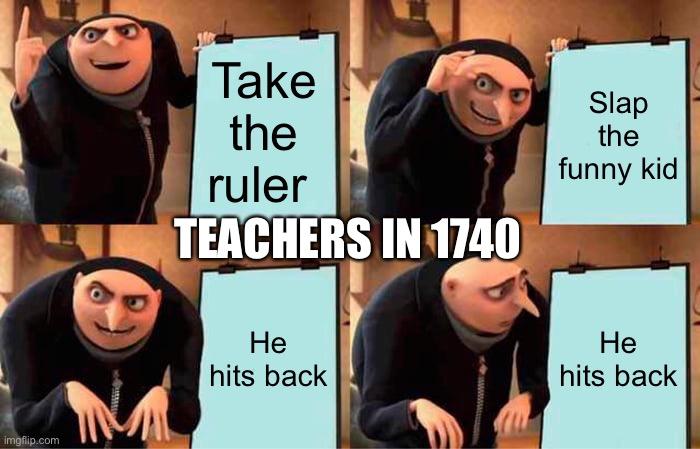 Take
the
ruler
Slap
the
funny kid
TEACHERS IN 1740
He
hits back
He
hits back
imgflip.com